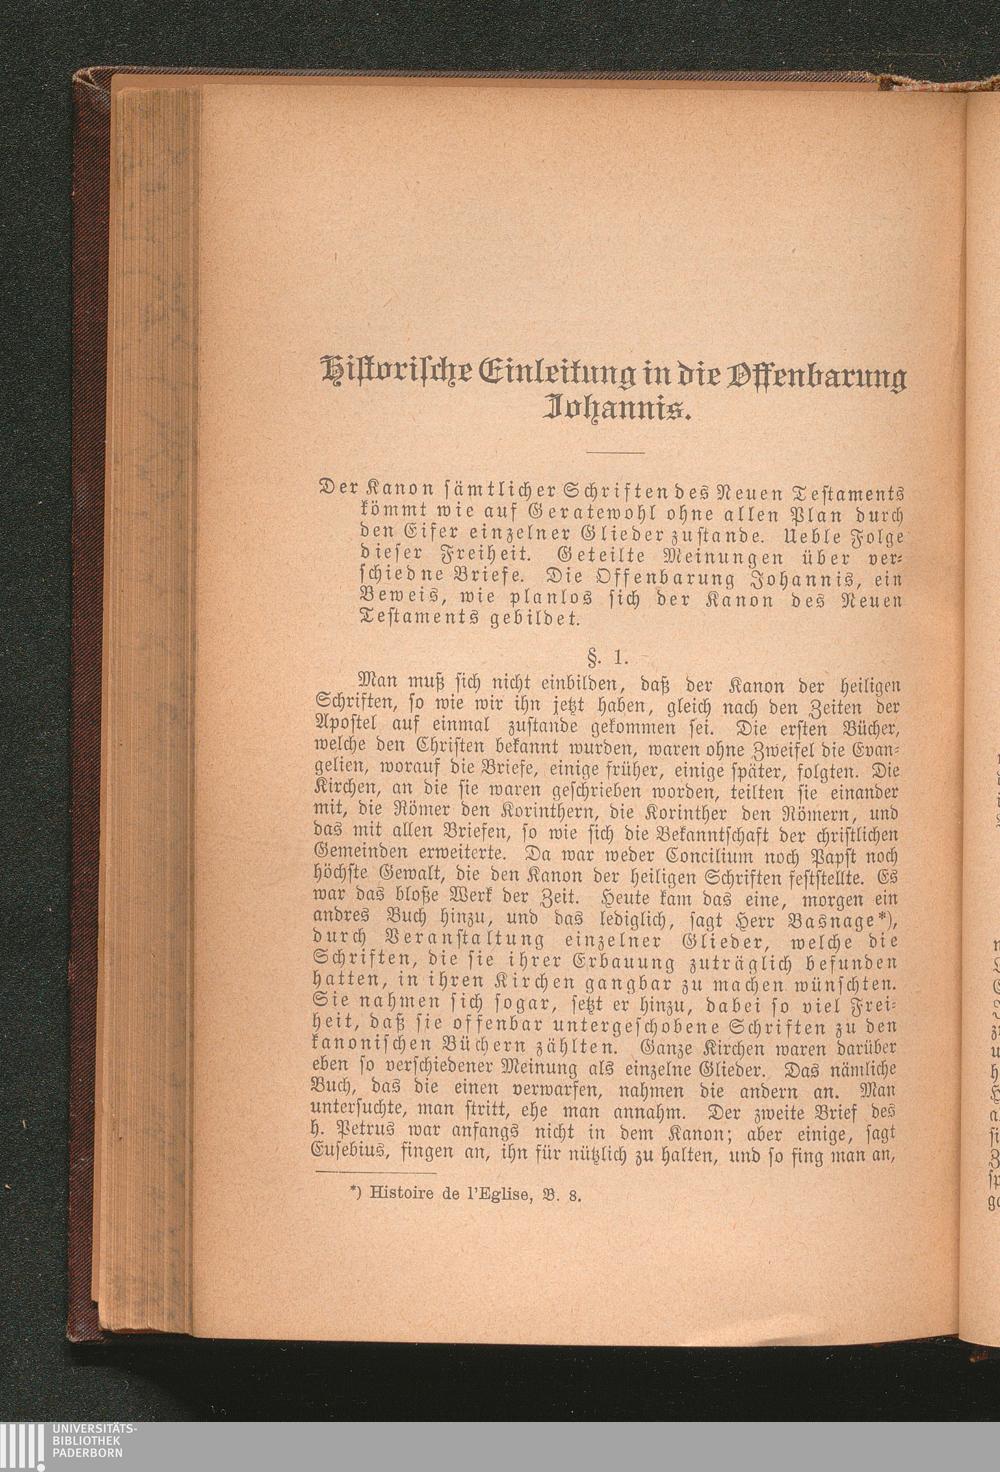 Historische Einleitung in die Offenbarung
Johannis.
Der Kanon sämtlicher Schriften des Neuen Testaments
kömmt wie auf Geratewohl ohne allen Plan durch
den Eifer einzelner Glieder zustande. Ueble Folge
dieser Freiheit. Geteilte Meinungen über ver-
schiedne Briefe. Die Offenbarung Johannis, ein
Beweis, wie planlos sich der Kanon des Neuen
Testaments gebildet.
§. 1.
Man muß sich nicht einbilden, daß der Kanon der heiligen
Schriften, so wie wir ihn jetzt haben, gleich nach den Zeiten der
Apostel auf einmal zustande gekommen sei. Die ersten Bücher,
welche den Christen bekannt wurden, waren ohne Zweifel die Evan-
gelien, worauf die Briefe, einige früher, einige später, folgten. Die
Kirchen, an die sie waren geschrieben worden, teilten sie einander
mit, die Römer den Korinthern, die Korinther den Römern, und
das mit allen Briefen, so wie sich die Bekanntschaft der christlichen
Gemeinden erweiterte. Da war weder Concilium noch Papst noch
höchste Gewalt, die den Kanon der heiligen Schriften feststellte. Es
war das bloße Werk der Zeit. Heute kam das eine, morgen ein
andres Buch hinzu, und das lediglich, sagt Herr Basnage*),
durch Veranstaltung einzelner Glieder, welche die
Schriften, die sie ihrer Erbauung zuträglich befunden
hatten, in ihren Kirchen gangbar zu machen wünschten.
Sie nahmen sich sogar, setzt er hinzu, dabei so viel Frei-
heit, daß sie offenbar untergeschobene Schriften zu den
kanonischen Büchern zählten. Ganze Kirchen waren darüber
eben so verschiedener Meinung als einzelne Glieder. Das nämliche
Buch, das die einen verwarfen, nahmen die andern an. Man
untersuchte, man stritt, ehe man annahm. Der zweite Brief des
h. Petrus war anfangs nicht in dem Kanon; aber einige, sagt
Eusebius, fingen an, ihn für nützlich zu halten, und so fing man an,
*) Histoire de l'Eglise, B. 8.
UNIVERSITÄTS-
BIBLIOTHEK
PADERBORN